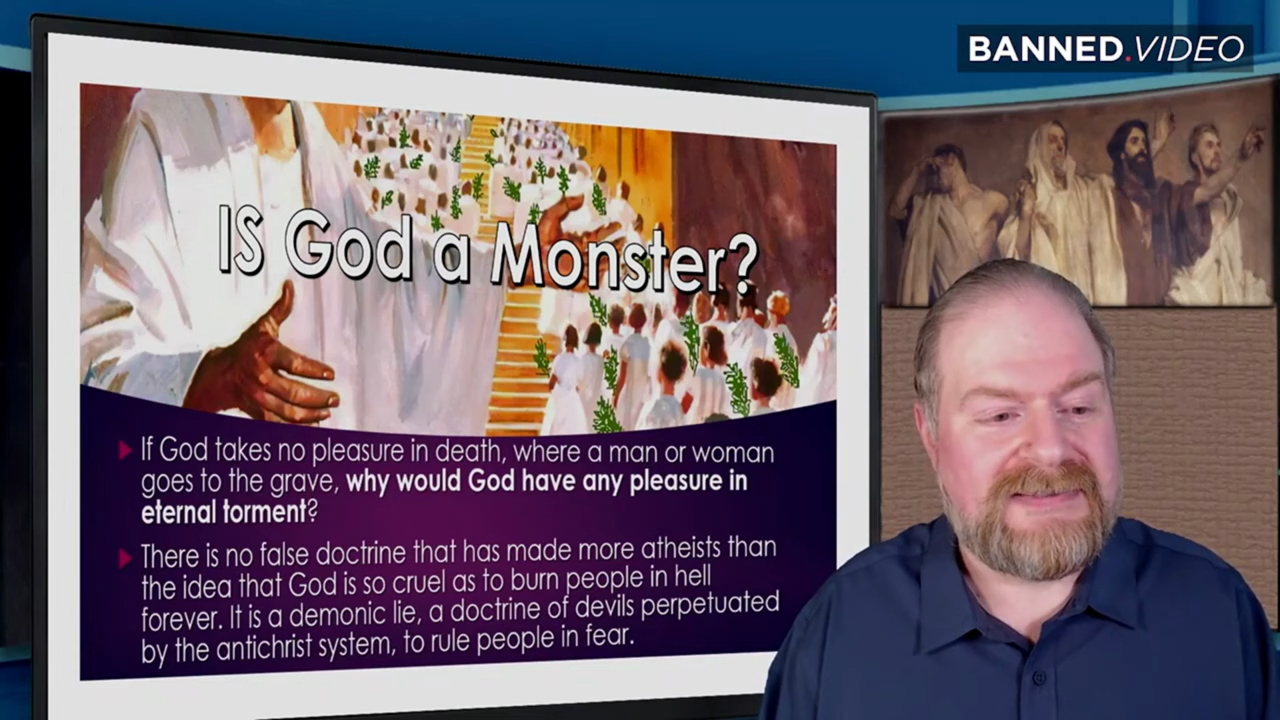 BANNED.VIDEO
IS God a Monster?
If God takes no pleasure in death, where a man or woman
goes to the grave, why would God have any pleasure in
eternal torment?
There is no false doctrine that has made more atheists than
the idea that God is so cruel as to burn people in hell
forever. It is a demonic lie, a doctrine of devils perpetuated
by the antichrist system, to rule people in fear.